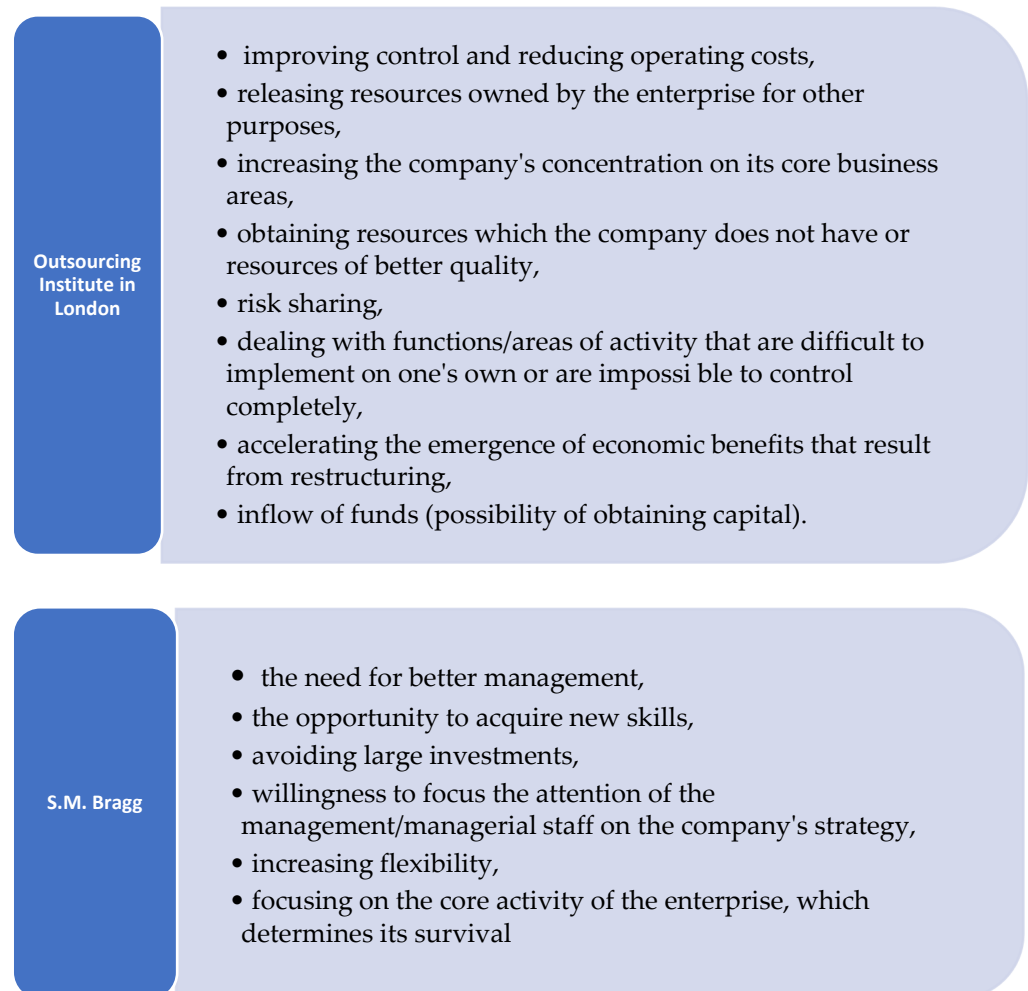 Outsourcing
Institute in
London
• improving control and reducing operating costs,
• releasing resources owned by the enterprise for other
purposes,
• increasing the company's concentration on its core business
areas,
• obtaining resources which the company does not have or
resources of better quality,
• risk sharing,
• dealing with functions/areas of activity that are difficult to
implement on one's own or are impossi ble to control
completely,
• accelerating the emergence of economic benefits that result
from restructuring,
• inflow of funds (possibility of obtaining capital).
S.M. Bragg
• the need for better management,
• the opportunity to acquire new skills,
• avoiding large investments,
• willingness to focus the attention of the
management/managerial staff on the company's strategy,
• increasing flexibility,
• focusing on the core activity of the enterprise, which
determines its survival